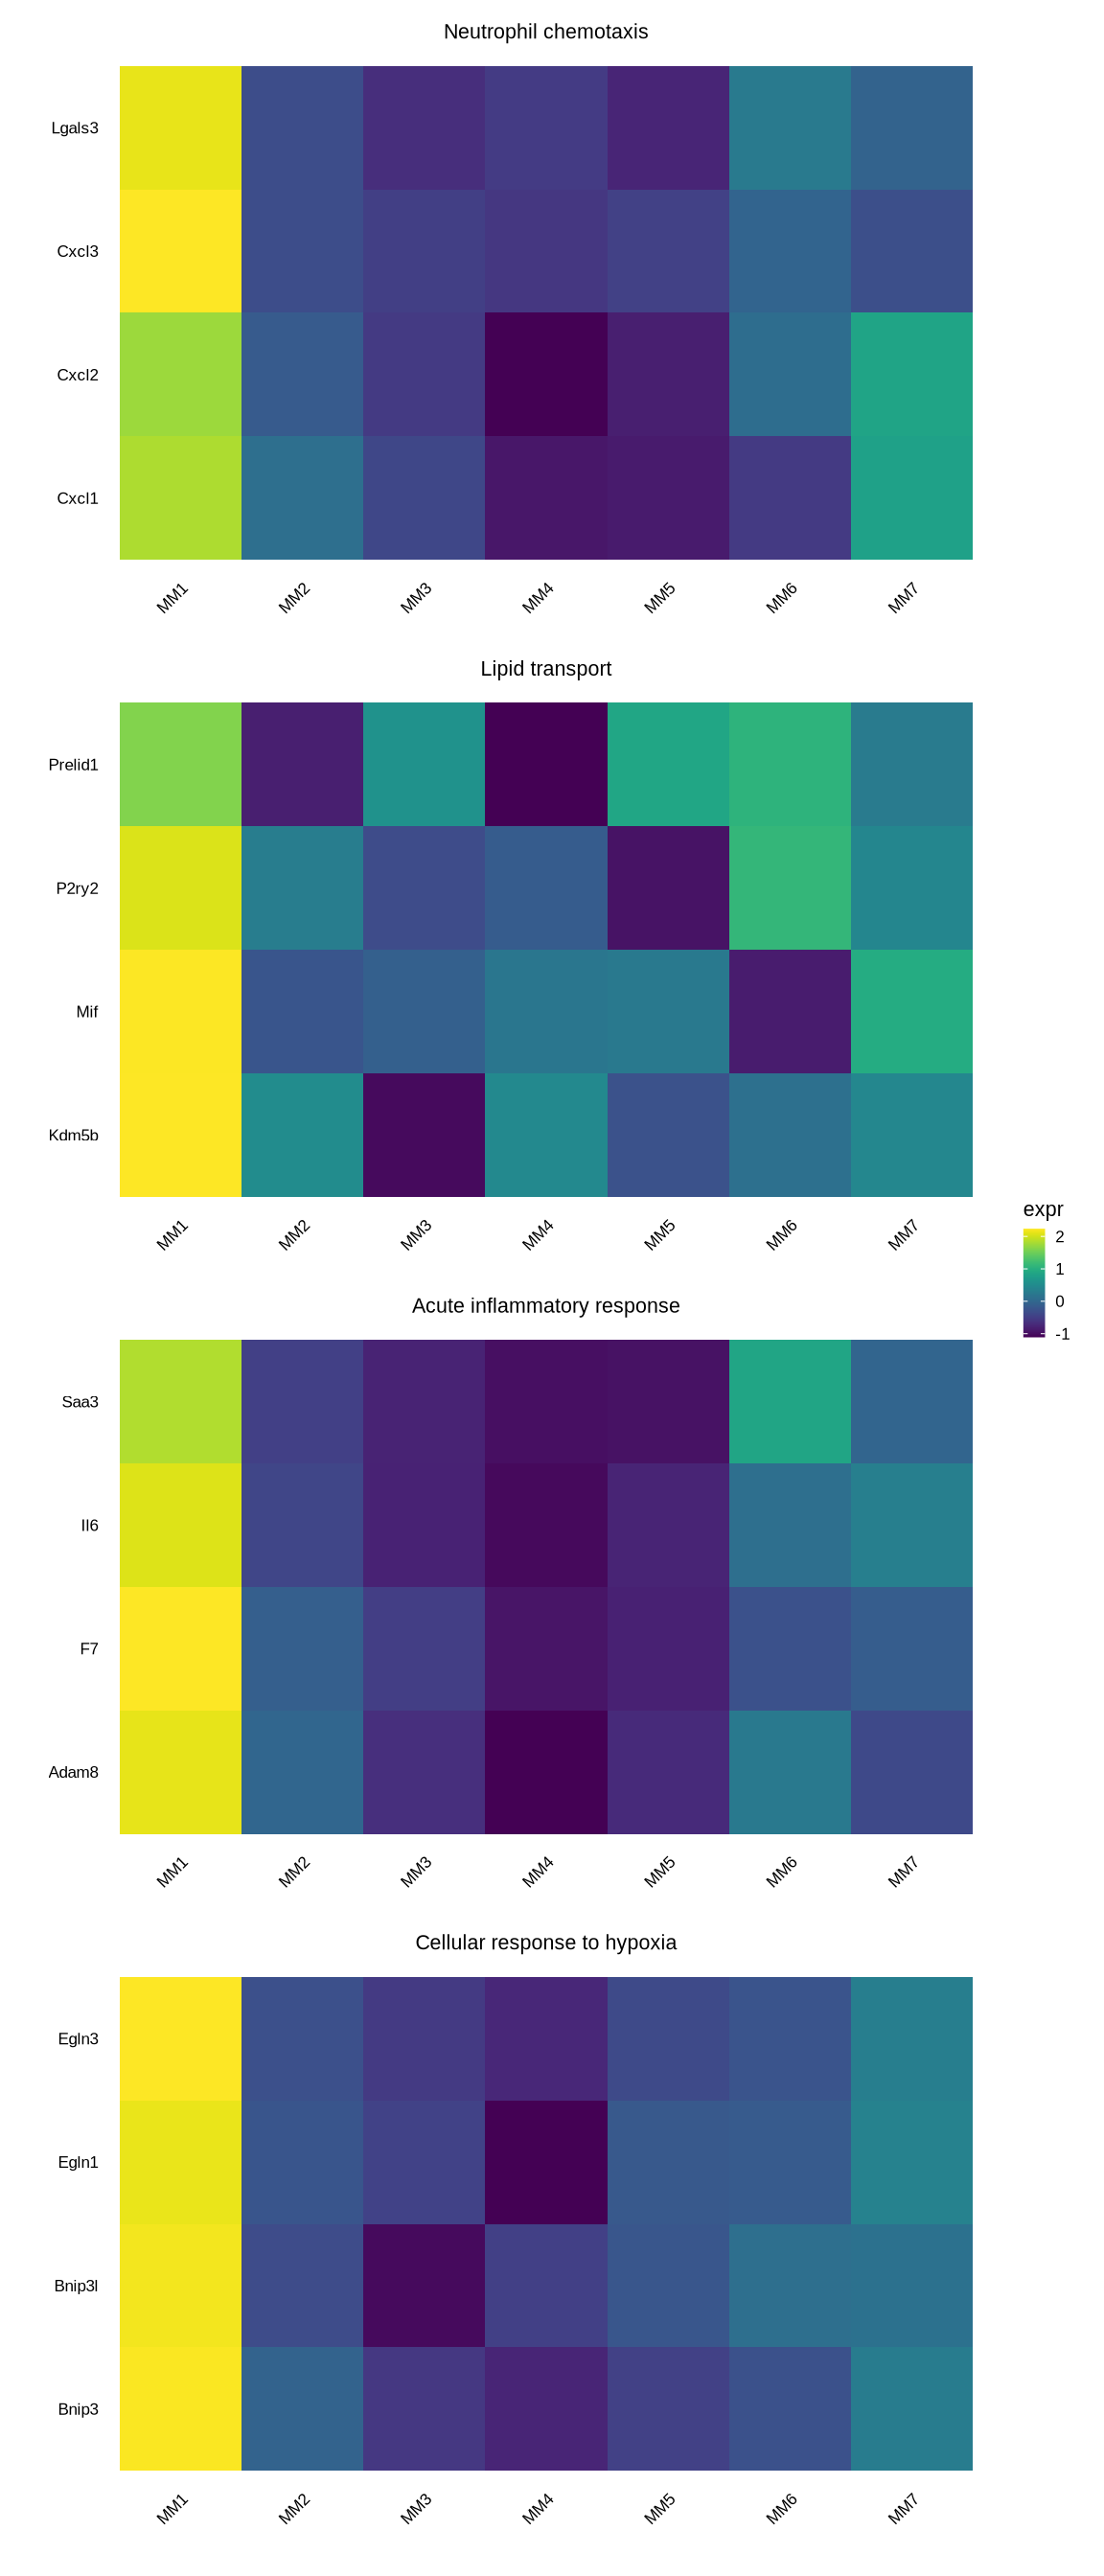 Neutrophil chemotaxis
Lgals3
Cxcl3
Cxcl2
Cxcl1
MM1 MM2 MM3 MM4 MM5 MM6 MM7
Lipid transport
Prelid1
P2ry2
Mif
Kdm5b
MM1 MM2 MM3 MM4 MM5 MM6 MM7
expr
2
1
0
-1
Acute inflammatory response
Saa3
Il6
F7
Adam8
MM1 MM2 MM3 MM4 MM5 MM6 MM7
Cellular response to hypoxia
Egln3
Egln1
Bnip3l
Bnip3
MM1 MM2 MM3 MM4 MM5 MM6 MM7